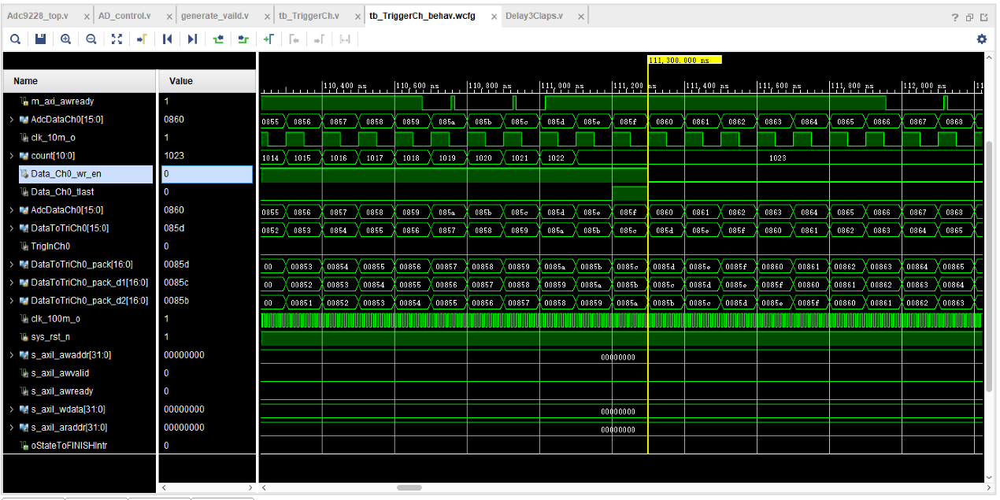 Adc9228_top.v × AD_control.v × generate_vaild.v × tb_TriggerCh.v × tb_TriggerCh_behav.wcfg × Delay3Claps.v ×
111,300.000 ns
Name Value
110,400 ns 110,600 ns 110,800 ns 111,000 ns 111,200 ns 111,400 ns 111,600 ns 111,800 ns 112,000 ns 11
m_axi_awready 1
AdcDataCh0[15:0] 0860 0855 0856 0857 0858 0859 085a 085b 085c 085d 085e 085f 0860 0861 0862 0863 0864 0865 0866 0867 0868
clk_10m_o 1
count[10:0] 1023 1014 1015 1016 1017 1018 1019 1020 1021 1022 1023
Data_Ch0_wr_en 0
Data_Ch0_tlast 0
AdcDataCh0[15:0] 0860 0855 0856 0857 0858 0859 085a 085b 085c 085d 085e 085f 0860 0861 0862 0863 0864 0865 0866 0867 0868
DataToTriCh0[15:0] 085d 0852 0853 0854 0855 0856 0857 0858 0859 085a 085b 085c 085d 085e 085f 0860 0861 0862 0863 0864 0865
TrigInCh0 0
DataToTriCh0_pack[16:0] 0085d 00 00853 00854 00855 00856 00857 00858 00859 0085a 0085b 0085c 0085d 0085e 0085f 00860 00861 00862 00863 00864 00865
DataToTriCh0_pack_d1[16:0] 0085c 00 00852 00853 00854 00855 00856 00857 00858 00859 0085a 0085b 0085c 0085d 0085e 0085f 00860 00861 00862 00863 00864
DataToTriCh0_pack_d2[16:0] 0085b 00 00851 00852 00853 00854 00855 00856 00857 00858 00859 0085a 0085b 0085c 0085d 0085e 0085f 00860 00861 00862 00863
clk_100m_o 1
sys_rst_n 1
s_axil_awaddr[31:0] 00000000 00000000
s_axil_awvalid 0
s_axil_awready 0
s_axil_wdata[31:0] 00000000 00000000
s_axil_araddr[31:0] 00000000 00000000
oStateToFINISHIntr 0